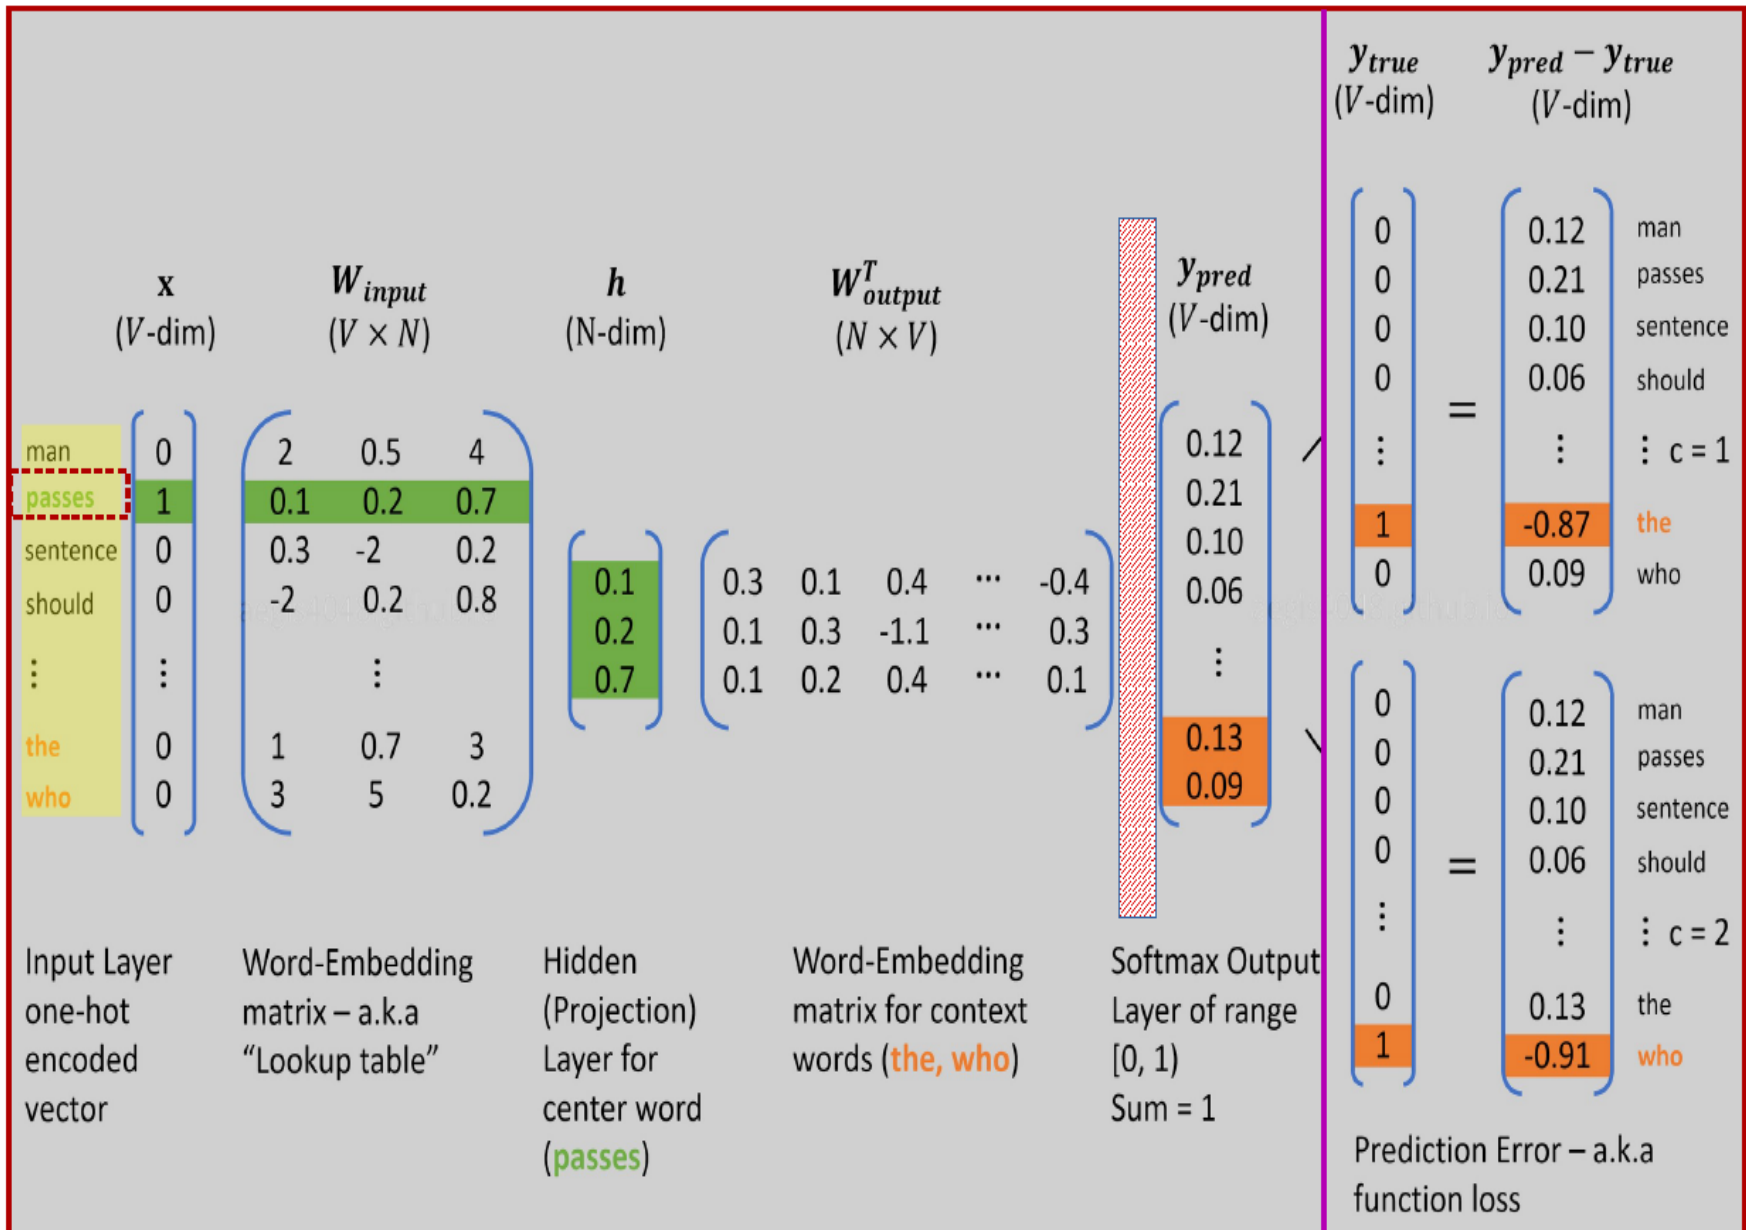 x
(V-dim)
W_input
(V × N)
h
(N-dim)
W^T_output
(N × V)
y_pred
(V-dim)
y_true
(V-dim)
y_pred − y_true
(V-dim)
man 0
passes 1
sentence 0
should 0
⋮ ⋮
the 0
who 0
2 0.5 4
0.1 0.2 0.7
0.3 -2 0.2
-2 0.2 0.8
⋮
1 0.7 3
3 5 0.2
0.1
0.2
0.7
0.3 0.1 0.4 ··· -0.4
0.1 0.3 -1.1 ··· 0.3
0.1 0.2 0.4 ··· 0.1
0.12
0.21
0.10
0.06
⋮
0.13
0.09
0 0.12 man
0 0.21 passes
0 0.10 sentence
0 = 0.06 should
⋮ ⋮ ⋮ c = 1
1 -0.87 the
0 0.09 who
0 0.12 man
0 0.21 passes
0 0.10 sentence
0 = 0.06 should
⋮ ⋮ ⋮ c = 2
0 0.13 the
1 -0.91 who
Input Layer
one-hot
encoded
vector
Word-Embedding
matrix – a.k.a
“Lookup table”
Hidden
(Projection)
Layer for
center word
(passes)
Word-Embedding
matrix for context
words (the, who)
Softmax Output
Layer of range
[0, 1)
Sum = 1
Prediction Error – a.k.a
function loss